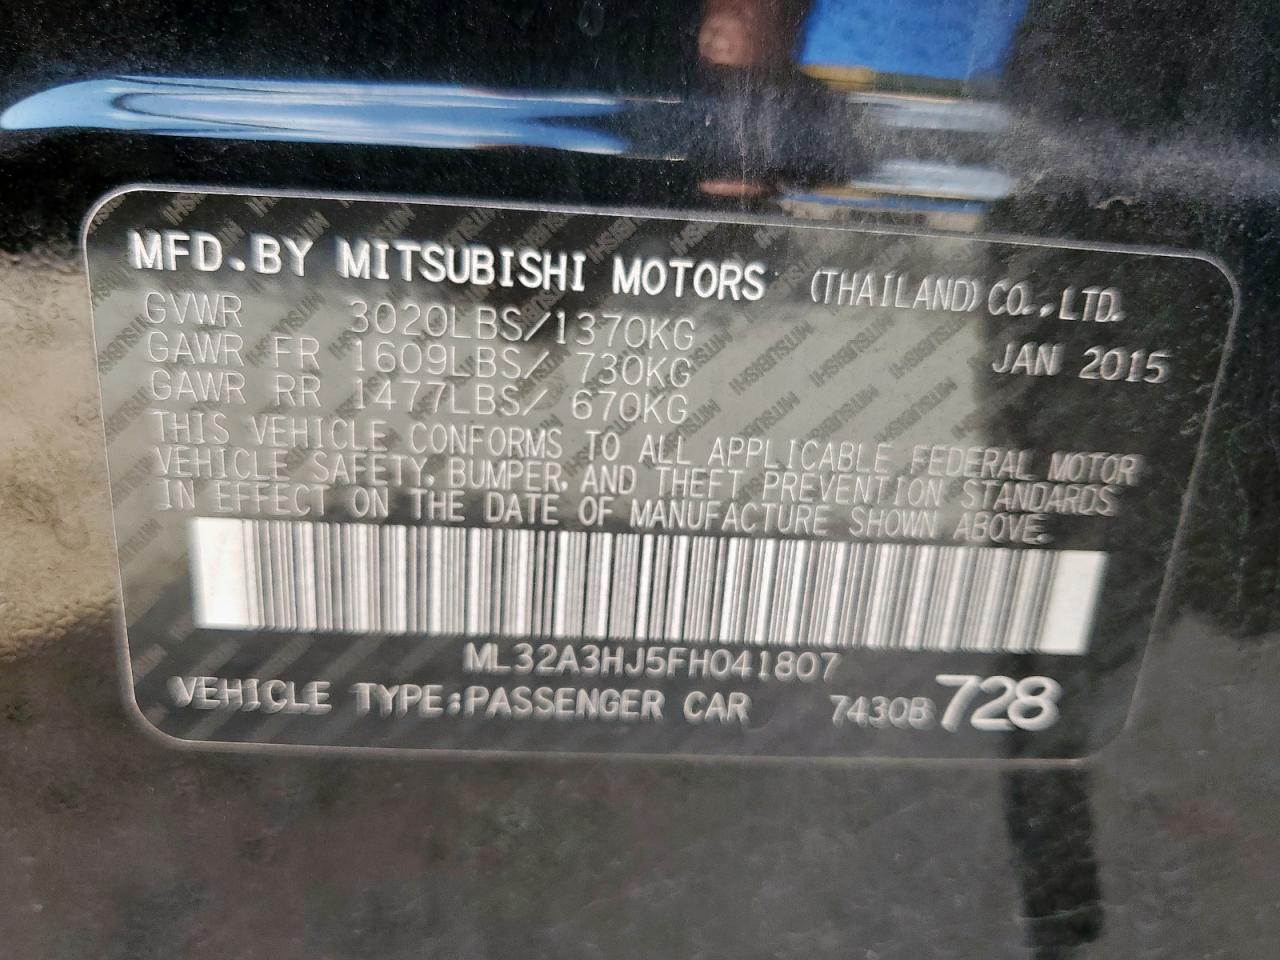 MFD.BY MITSUBISHI MOTORS (THAILAND) CO.,LTD.
GVWR 3020LBS/1370KG JAN 2015
GAWR FR 1609LBS/ 730KG
GAWR RR 1477LBS/ 670KG
THIS VEHICLE CONFORMS TO ALL APPLICABLE FEDERAL MOTOR
VEHICLE SAFETY, BUMPER, AND THEFT PREVENTION STANDARDS
IN EFFECT ON THE DATE OF MANUFACTURE SHOWN ABOVE.
ML32A3HJ5FH041807
VEHICLE TYPE:PASSENGER CAR 7430B 728